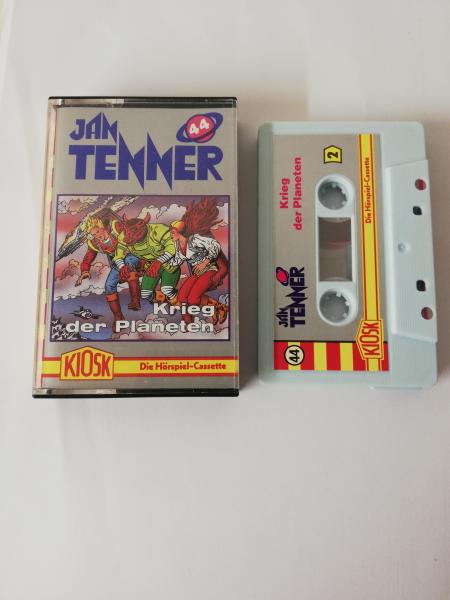 JAN
44
TENNER
Krieg
der Planeten
KIOSK
Die Hörspiel-Cassette
2
Krieg
der Planeten
Die Hörspiel-Cassette
JAN
TENNER
44
KIOSK